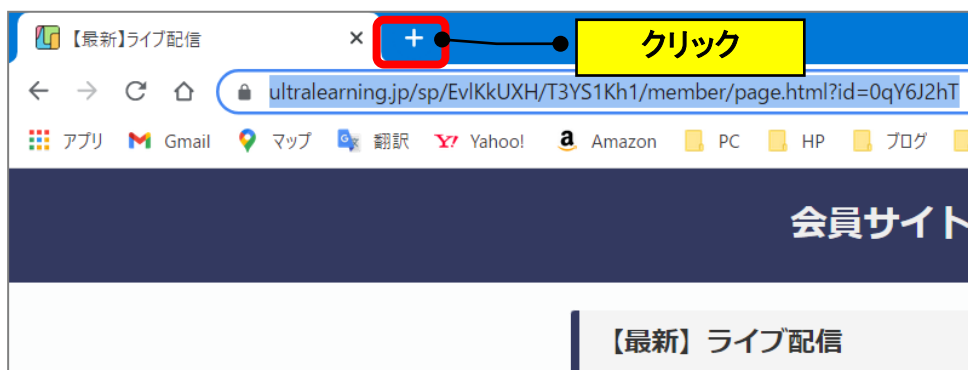 【最新】ライブ配信
クリック
ultralearning.jp/sp/EvlKkUXH/T3YS1Kh1/member/page.html?id=0qY6J2hT
アプリ Gmail マップ 翻訳 Yahoo! Amazon PC HP ブログ
会員サイト
【最新】ライブ配信